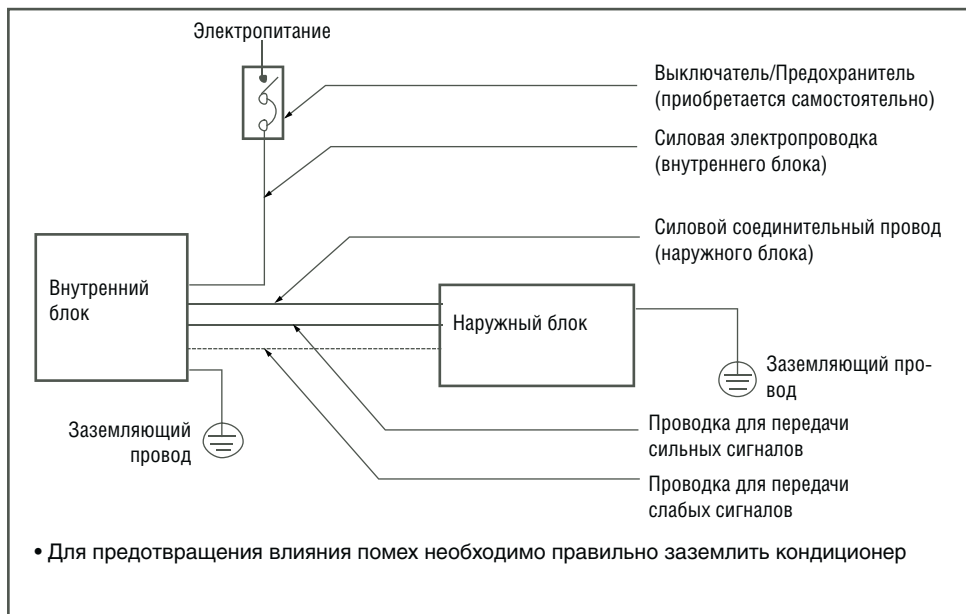 Электропитание
Выключатель/Предохранитель
(приобретается самостоятельно)
Силовая электропроводка
(внутреннего блока)
Силовой соединительный провод
(наружного блока)
Внутренний
блок
Наружный блок
Заземляющий про-
вод
Заземляющий
провод
Проводка для передачи
сильных сигналов
Проводка для передачи
слабых сигналов
• Для предотвращения влияния помех необходимо правильно заземлить кондиционер